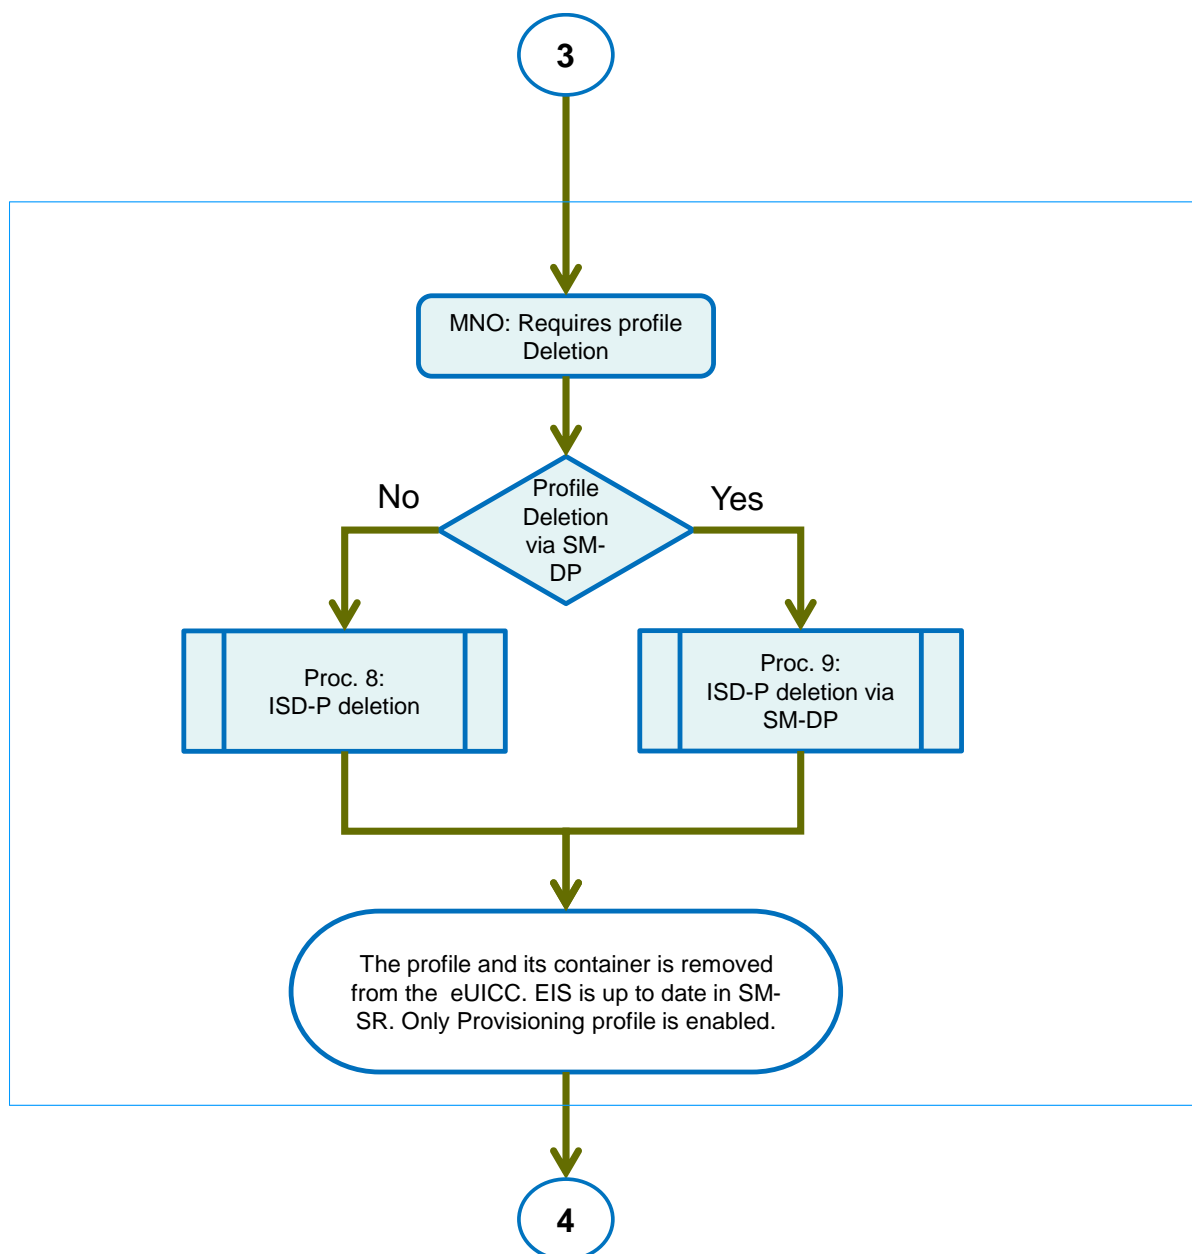 3
MNO: Requires profile
Deletion
No
Yes
Profile
Deletion
via SM-
DP
Proc. 8:
ISD-P deletion
Proc. 9:
ISD-P deletion via
SM-DP
The profile and its container is removed
from the eUICC. EIS is up to date in SM-
SR. Only Provisioning profile is enabled.
4